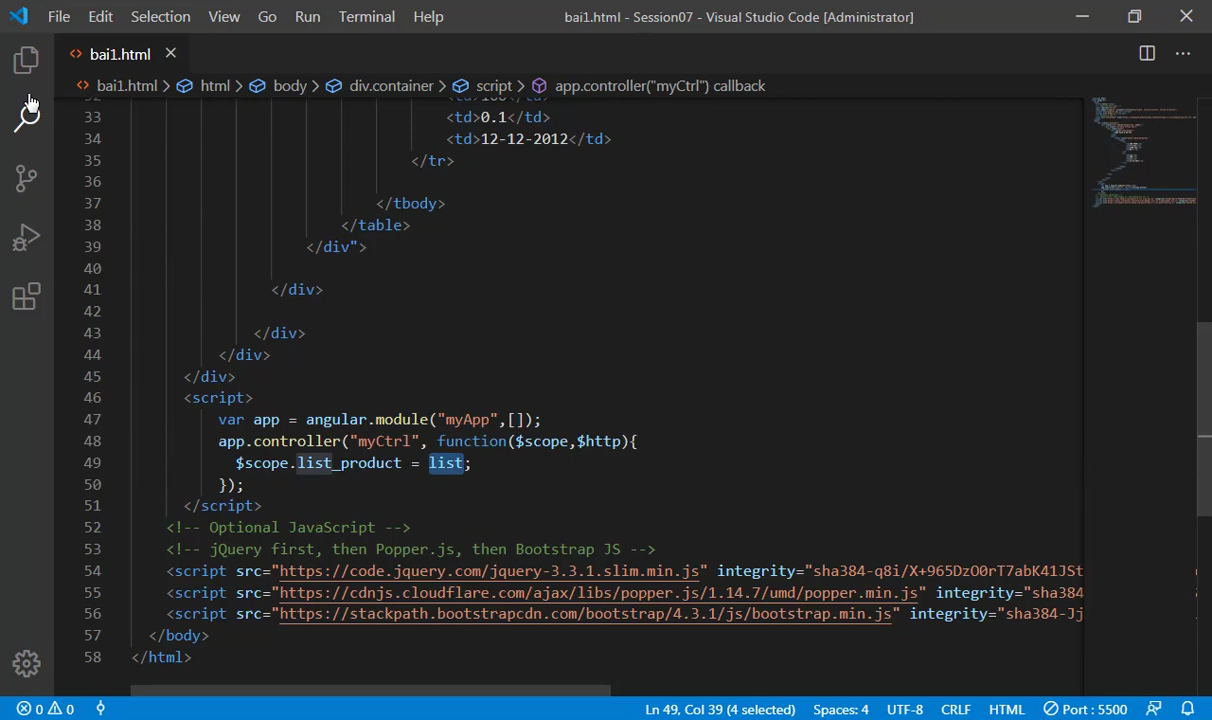 File Edit Selection View Go Run Terminal Help bai1.html - Session07 - Visual Studio Code [Administrator]
<> bai1.html
<> bai1.html > html > body > div.container > script > app.controller("myCtrl") callback
32 <td>100</td>
33 <td>0.1</td>
34 <td>12-12-2012</td>
35 </tr>
36
37 </tbody>
38 </table>
39 </div">
40
41 </div>
42
43 </div>
44 </div>
45 </div>
46 <script>
47 var app = angular.module("myApp",[]);
48 app.controller("myCtrl", function($scope,$http){
49 $scope.list_product = list;
50 });
51 </script>
52 <!-- Optional JavaScript -->
53 <!-- jQuery first, then Popper.js, then Bootstrap JS -->
54 <script src="https://code.jquery.com/jquery-3.3.1.slim.min.js" integrity="sha384-q8i/X+965DzO0rT7abK41JSt
55 <script src="https://cdnjs.cloudflare.com/ajax/libs/popper.js/1.14.7/umd/popper.min.js" integrity="sha384
56 <script src="https://stackpath.bootstrapcdn.com/bootstrap/4.3.1/js/bootstrap.min.js" integrity="sha384-Jj
57 </body>
58 </html>
0 0 Ln 49, Col 39 (4 selected) Spaces: 4 UTF-8 CRLF HTML Port : 5500